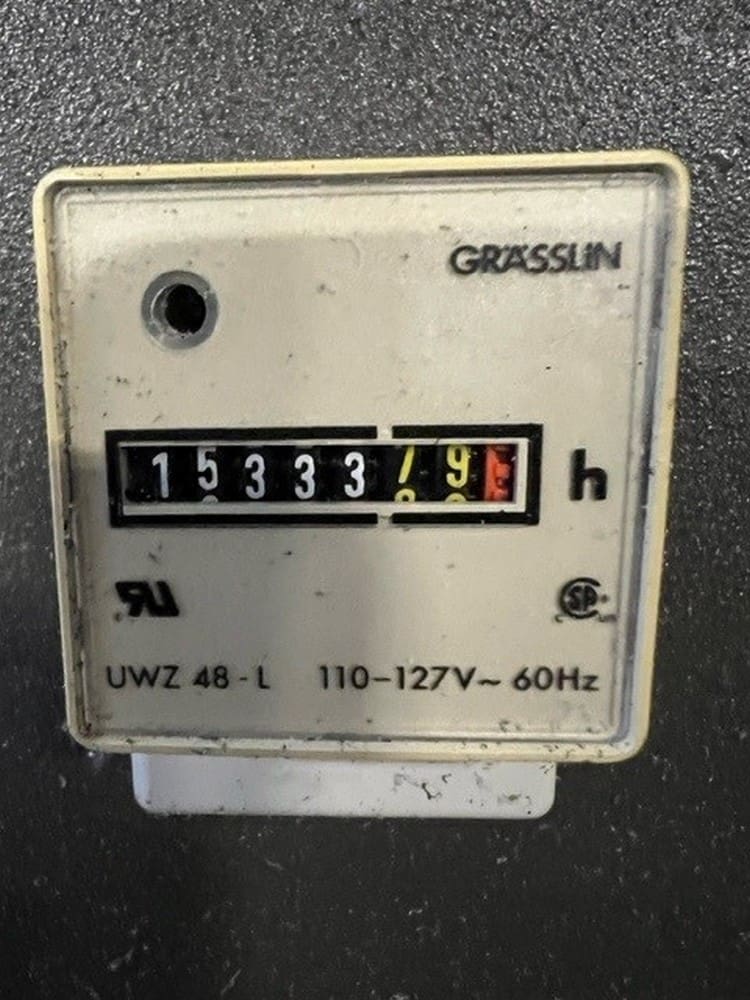 GRÄSSLIN
1533379 h
UWZ 48-L 110-127V~ 60Hz